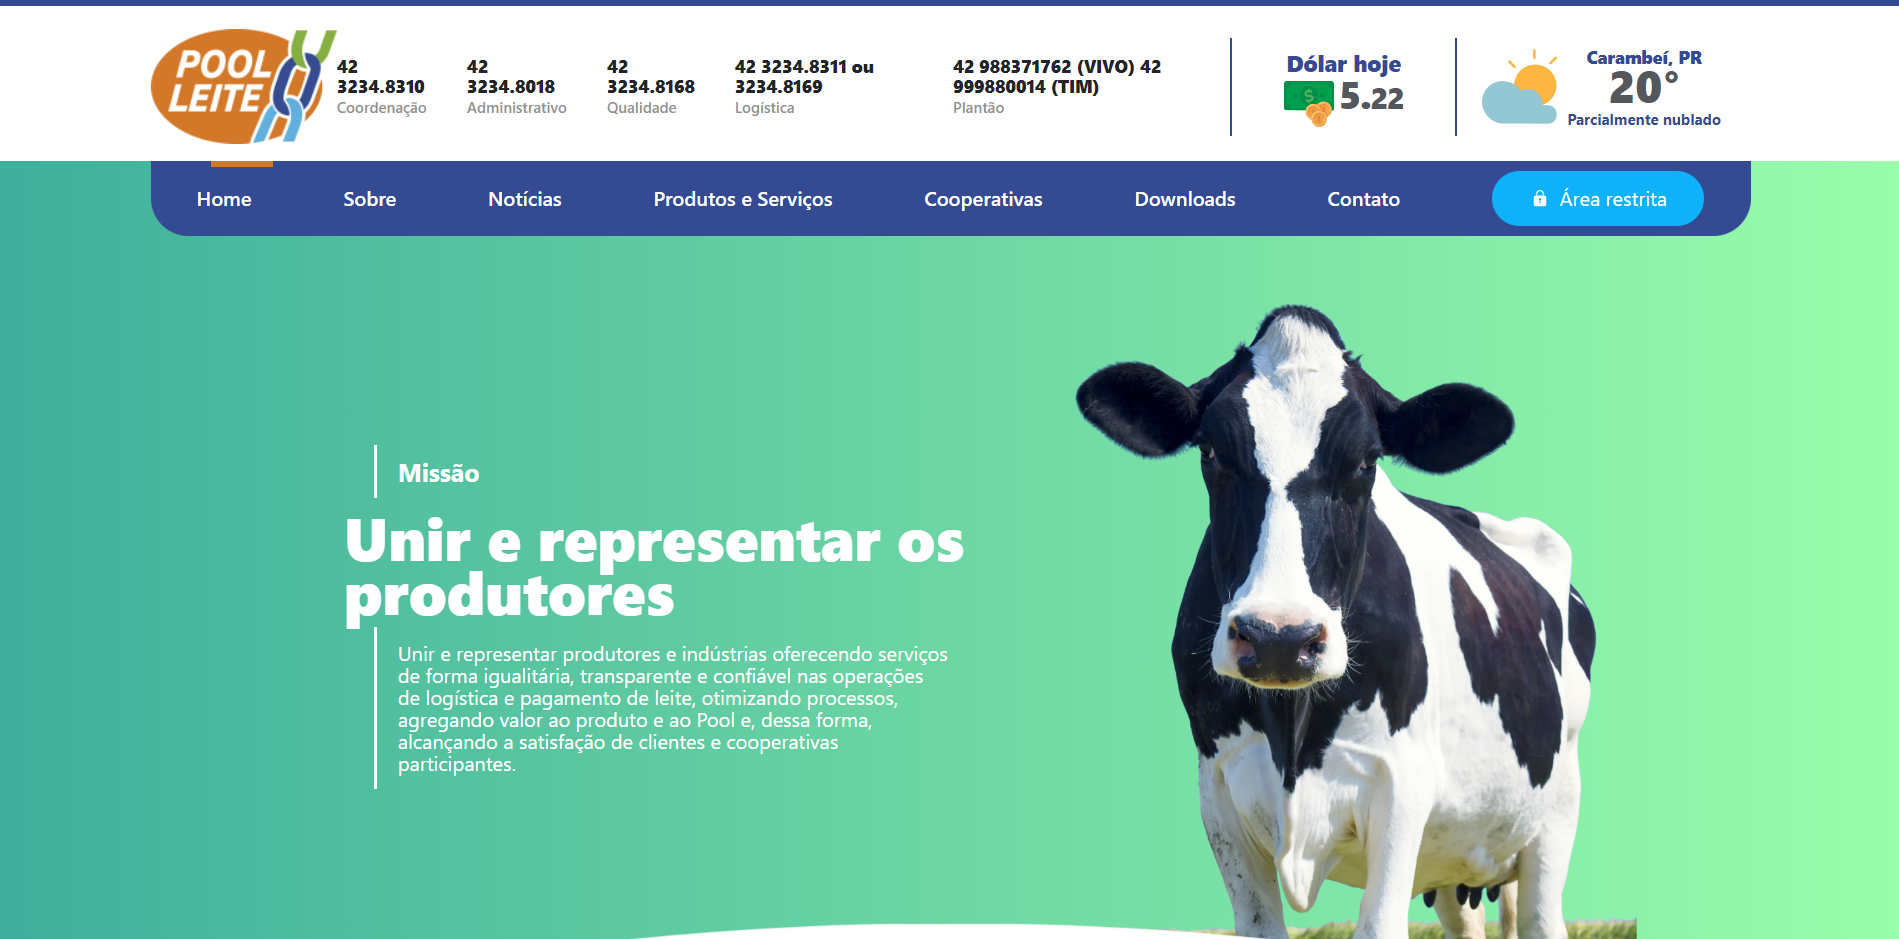 POOL
LEITE
42
3234.8310
Coordenação
42
3234.8018
Administrativo
42
3234.8168
Qualidade
42 3234.8311 ou
3234.8169
Logística
42 988371762 (VIVO) 42
999880014 (TIM)
Plantão
Dólar hoje
$ 5.22
Carambeí, PR
20°
Parcialmente nublado
Home Sobre Notícias Produtos e Serviços Cooperativas Downloads Contato Área restrita
Missão
Unir e representar os
produtores
Unir e representar produtores e indústrias oferecendo serviços
de forma igualitária, transparente e confiável nas operações
de logística e pagamento de leite, otimizando processos,
agregando valor ao produto e ao Pool e, dessa forma,
alcançando a satisfação de clientes e cooperativas
participantes.